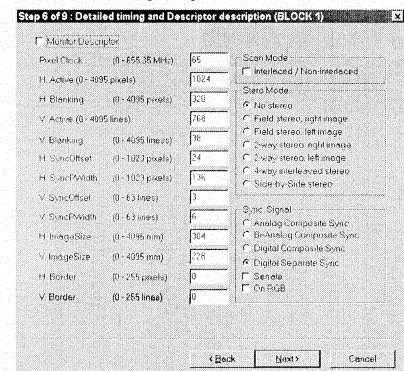 Step 6 of 9 : Detailed timing and Descriptor description (BLOCK 1)
Monitor Descriptor
Pixel Clock (0 - 655.35 MHz) 65
H. Active (0 - 4095 pixels) 1024
H. Blanking (0 - 4095 pixels) 320
V. Active (0 - 4095 lines) 768
V. Blanking (0 - 4095 lines) 38
H. SyncOffset (0 - 1023 pixels) 24
H. SyncPWidth (0 - 1023 pixels) 136
V. SyncOffset (0 - 63 lines) 3
V. SyncPWidth (0 - 63 lines) 6
H. ImageSize (0 - 4095 mm) 304
V. ImageSize (0 - 4095 mm) 228
H. Border (0 - 255 pixels) 0
V. Border (0 - 255 lines) 0
Scan Mode
Interlaced / Non-interlaced
Stero Mode
No stereo
Field stereo, right image
Field stereo, left image
2-way stereo, right image
2-way stereo, left image
4-way interleaved stereo
Side-by-Side stereo
Sync. Signal
Analog Composite Sync
Bi-Analog Composite Sync
Digital Composite Sync
Digital Separate Sync
Serrate
On RGB
< Back
Next >
Cancel